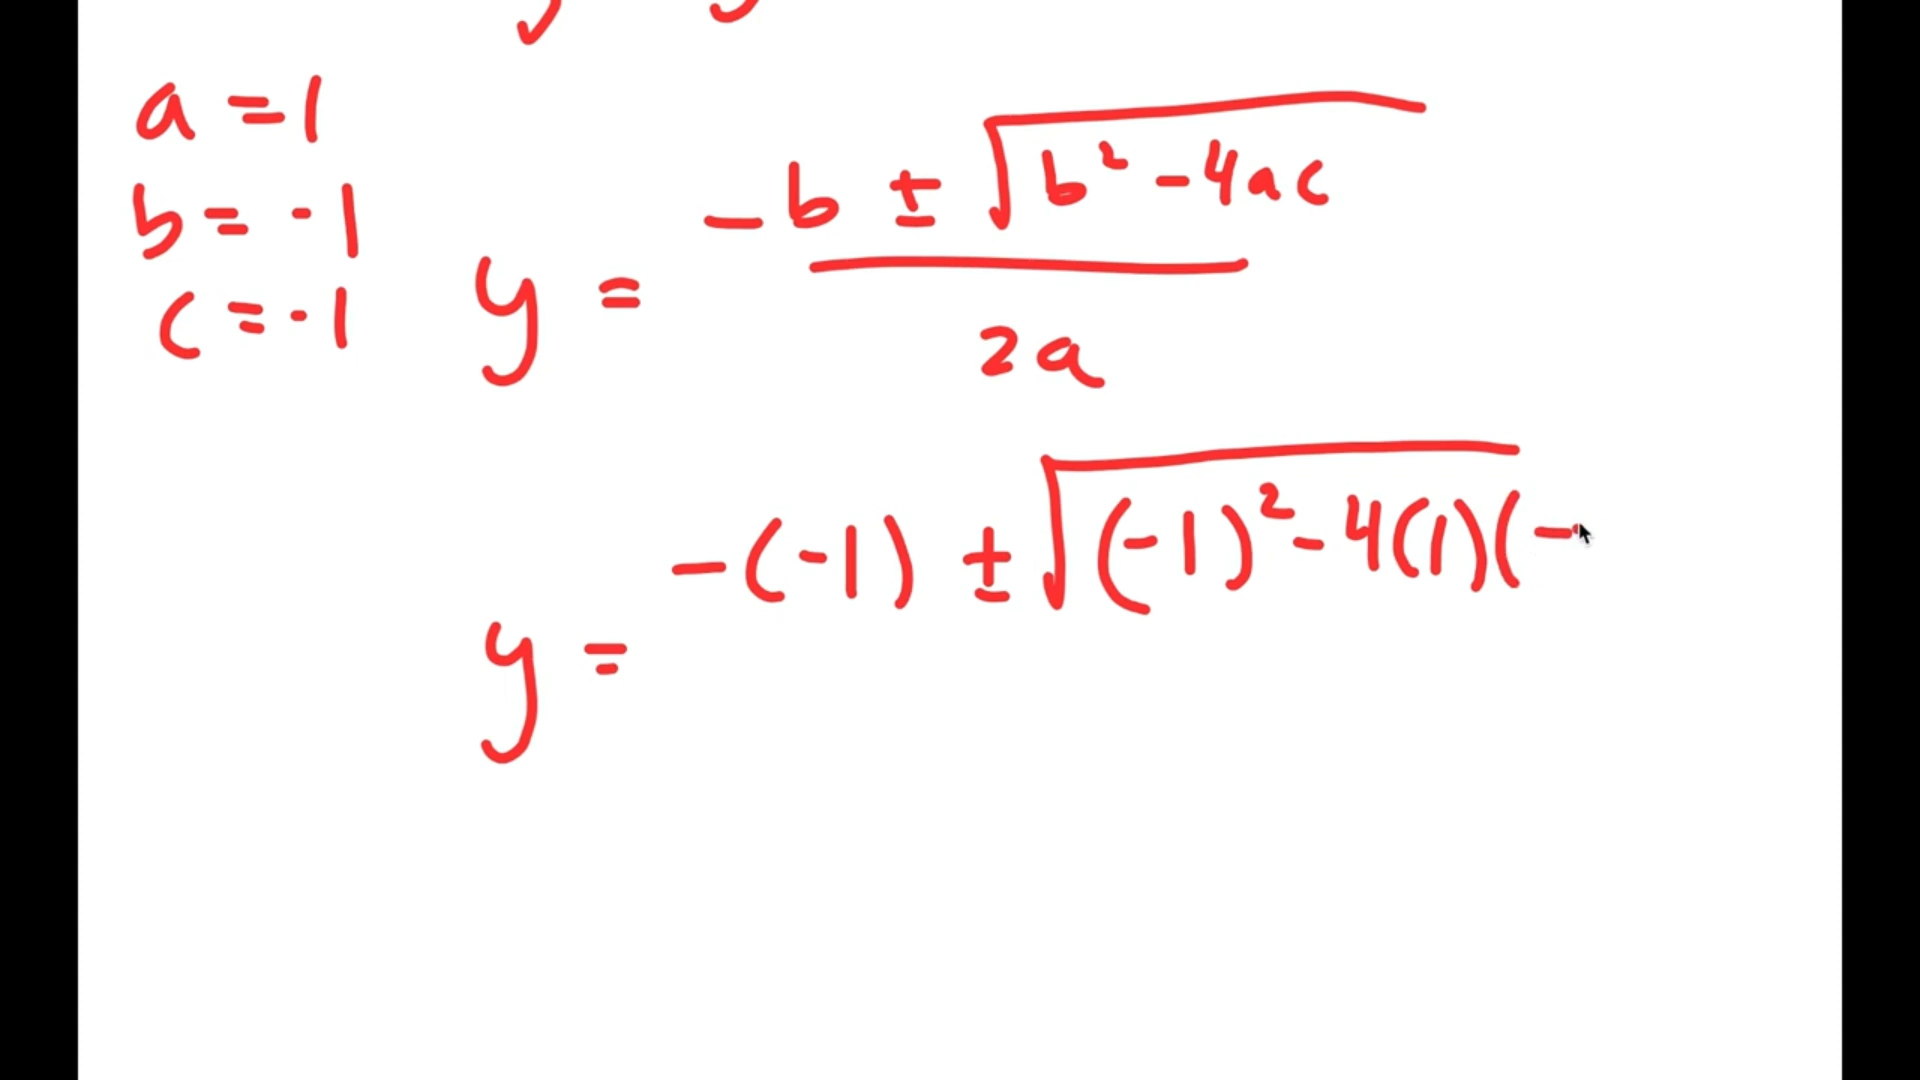 a = 1
b = -1
c = -1
y = -b ± √b² - 4ac
2a
y = -(-1) ± √(-1)² - 4(1)(-